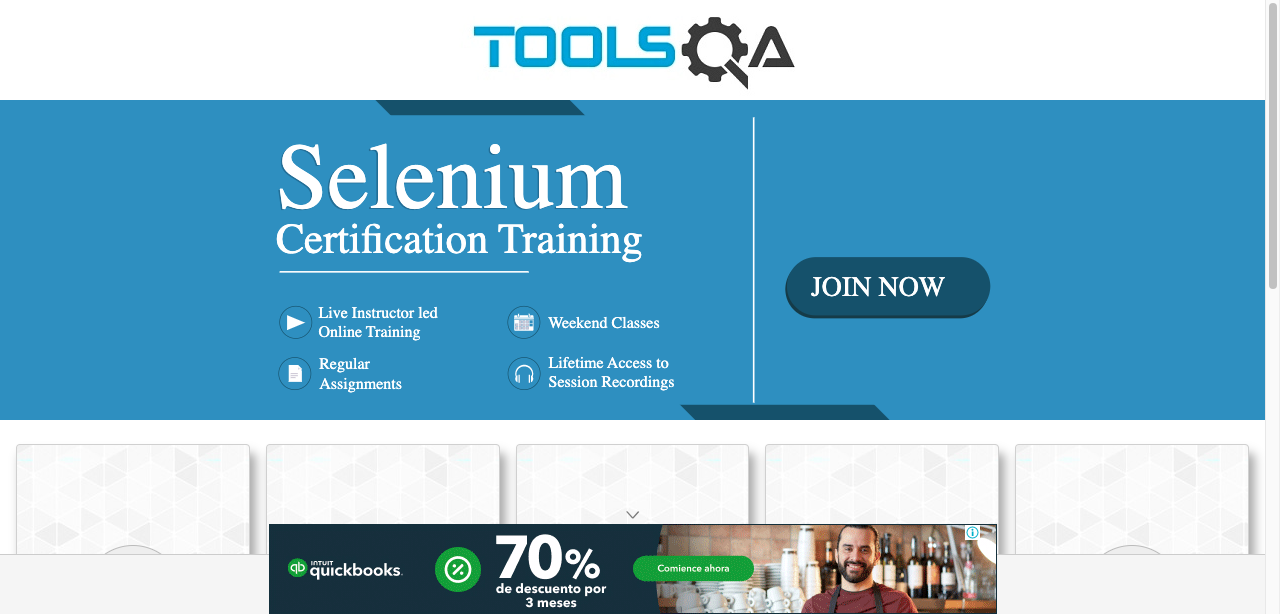 TOOLSQA
Selenium
Certification Training
JOIN NOW
Live Instructor led
Online Training
Weekend Classes
Regular
Assignments
Lifetime Access to
Session Recordings
INTUIT
quickbooks.
70%
de descuento por
3 meses
Comience ahora